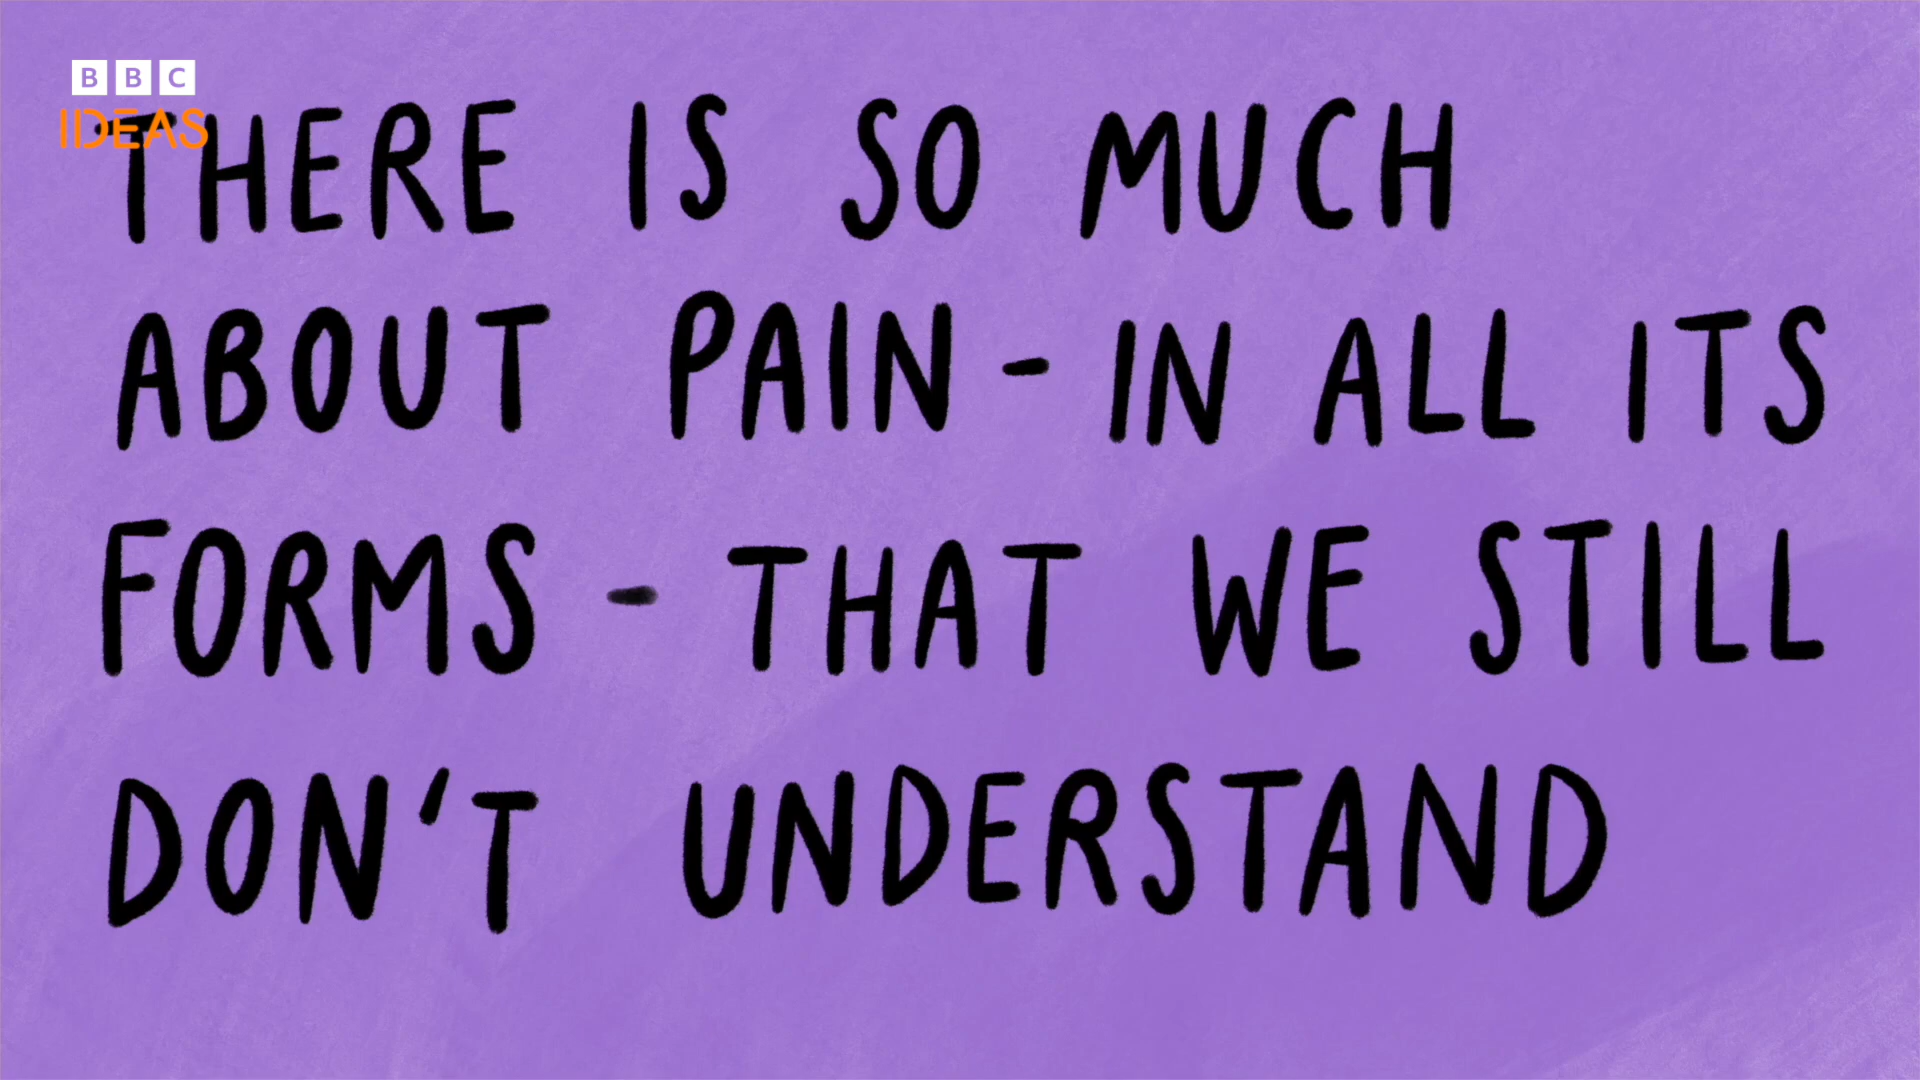 BBC
IDEAS
THERE IS SO MUCH
ABOUT PAIN - IN ALL ITS
FORMS - THAT WE STILL
DON'T UNDERSTAND